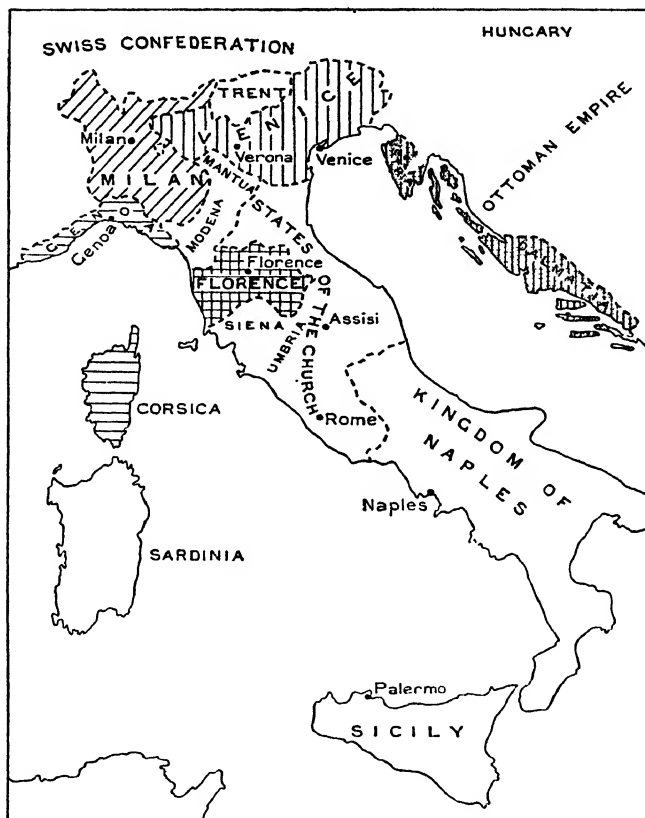 HUNGARY
SWISS CONFEDERATION
OTTOMAN EMPIRE
TRENT
VENICE
Milan
Verona
Venice
MILAN
MANTUA
GENOA
Genoa
MODENA
STATES OF THE CHURCH
Florence
FLORENCE
DALMATIA
SIENA
UMBRIA
Assisi
CORSICA
Rome
KINGDOM OF
NAPLES
Naples
SARDINIA
Palermo
SICILY